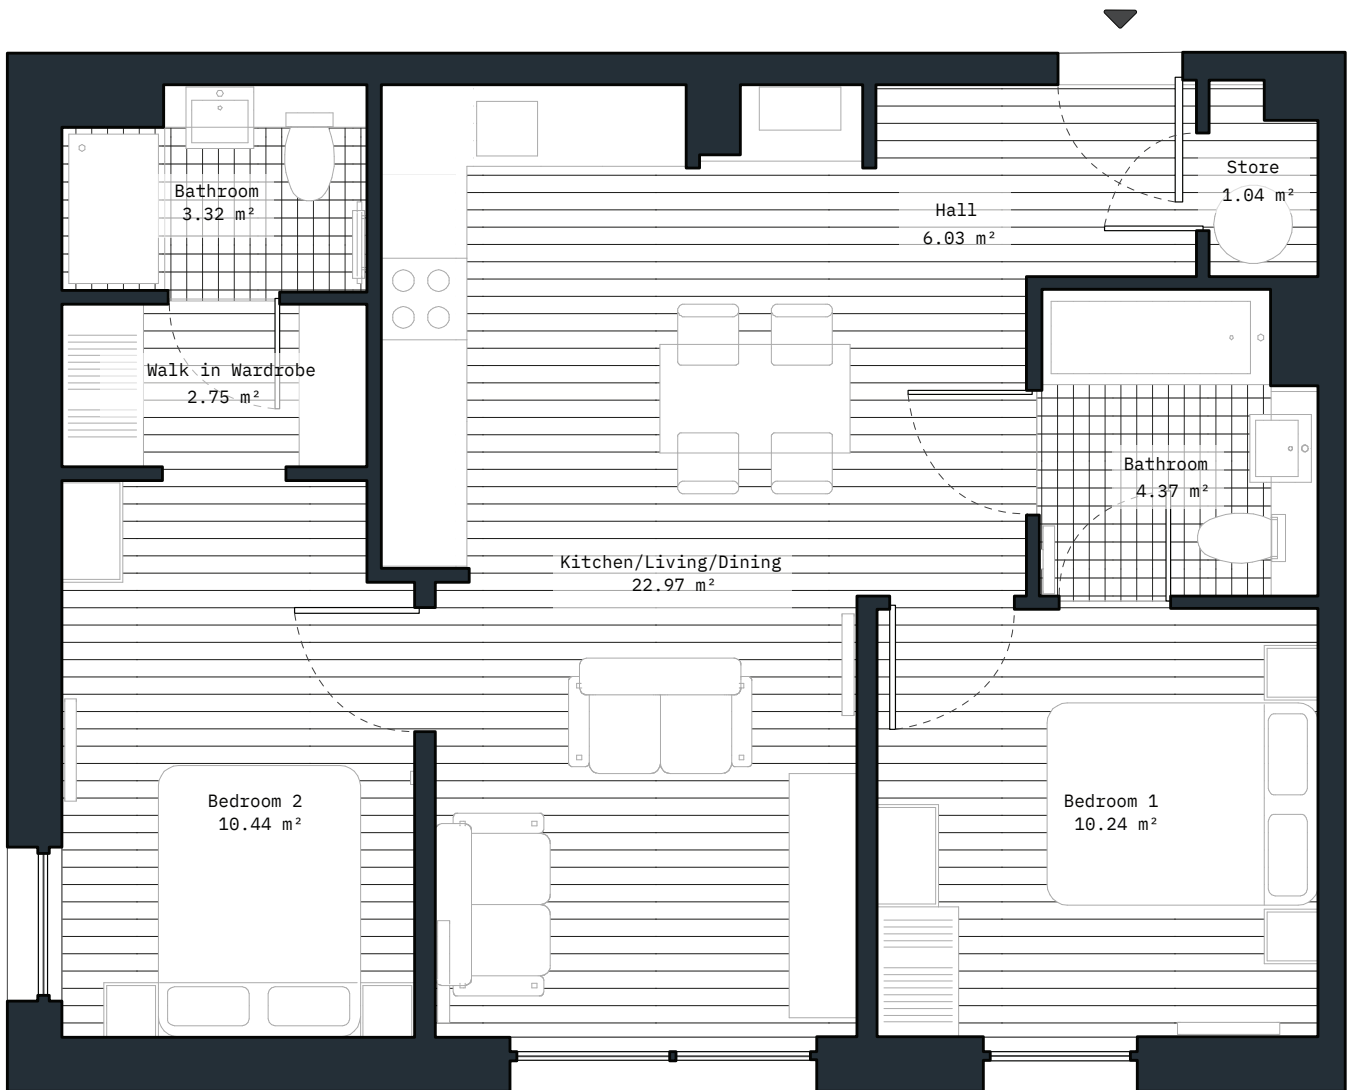 Bathroom
3.32 m²
Store
1.04 m²
Hall
6.03 m²
Walk in Wardrobe
2.75 m²
Bathroom
4.37 m²
Kitchen/Living/Dining
22.97 m²
Bedroom 2
10.44 m²
Bedroom 1
10.24 m²